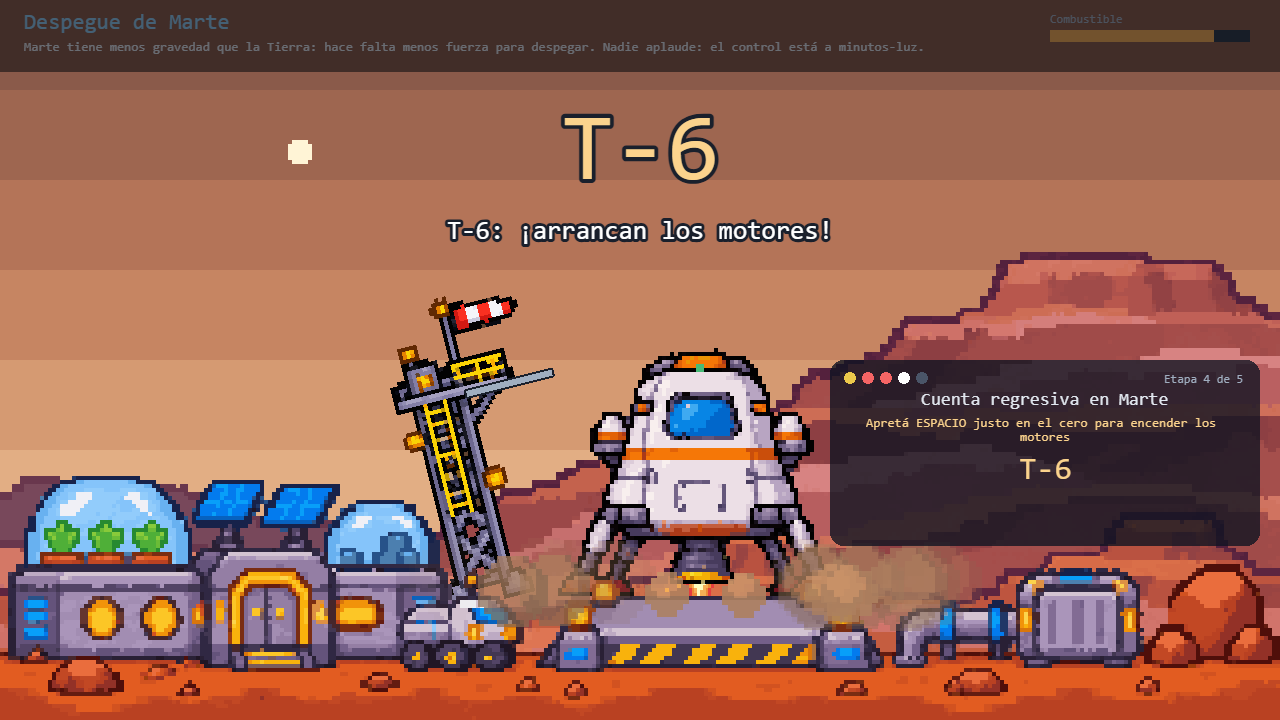 Despegue de Marte
Marte tiene menos gravedad que la Tierra: hace falta menos fuerza para despegar. Nadie aplaude: el control está a minutos-luz.
Combustible
T-6
T-6: ¡arrancan los motores!
Etapa 4 de 5
Cuenta regresiva en Marte
Apretá ESPACIO justo en el cero para encender los
motores
T-6